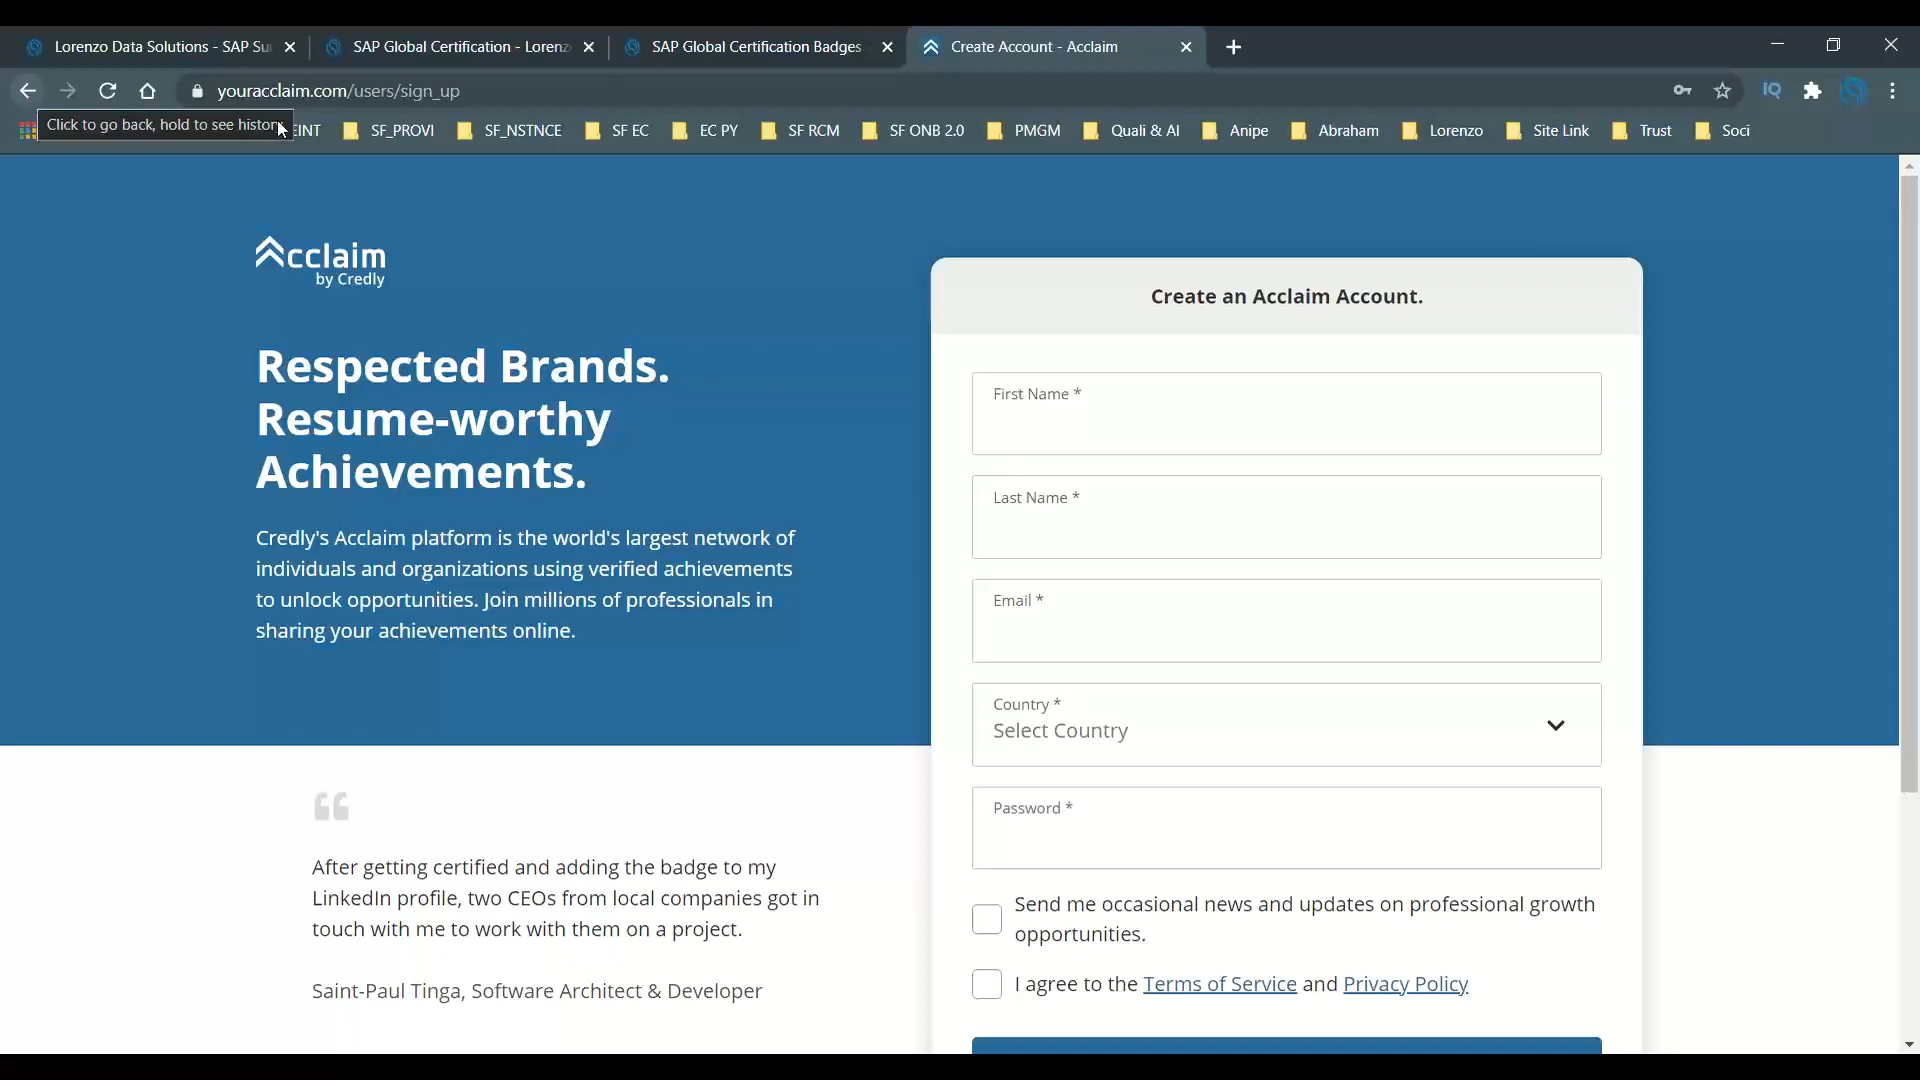 Lorenzo Data Solutions - SAP Su
SAP Global Certification - Lorenz
SAP Global Certification Badges
Create Account - Acclaim
youracclaim.com/users/sign_up
IQ
Click to go back, hold to see history
EINT
SF_PROVI
SF_NSTNCE
SF EC
EC PY
SF RCM
SF ONB 2.0
PMGM
Quali & AI
Anipe
Abraham
Lorenzo
Site Link
Trust
Soci
Acclaim
by Credly
Respected Brands.
Resume-worthy
Achievements.
Credly's Acclaim platform is the world's largest network of
individuals and organizations using verified achievements
to unlock opportunities. Join millions of professionals in
sharing your achievements online.
“
After getting certified and adding the badge to my
LinkedIn profile, two CEOs from local companies got in
touch with me to work with them on a project.
Saint-Paul Tinga, Software Architect & Developer
Create an Acclaim Account.
First Name *
Last Name *
Email *
Country *
Select Country
Password *
Send me occasional news and updates on professional growth
opportunities.
I agree to the Terms of Service and Privacy Policy